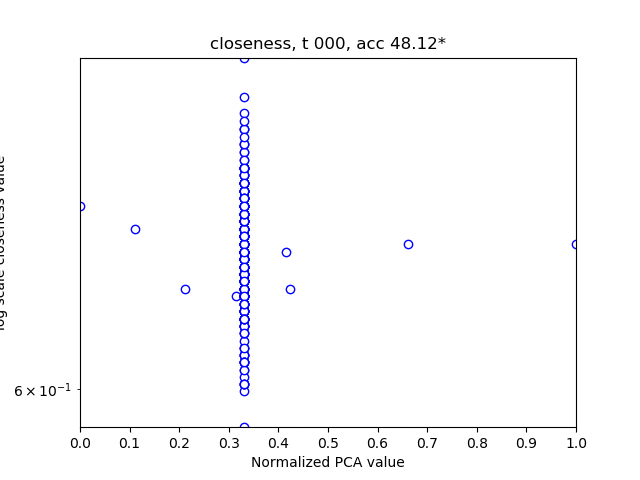 closeness, t 000, acc 48.12*
log scale closeness value
6 × 10⁻¹
0.0 0.1 0.2 0.3 0.4 0.5 0.6 0.7 0.8 0.9 1.0
Normalized PCA value